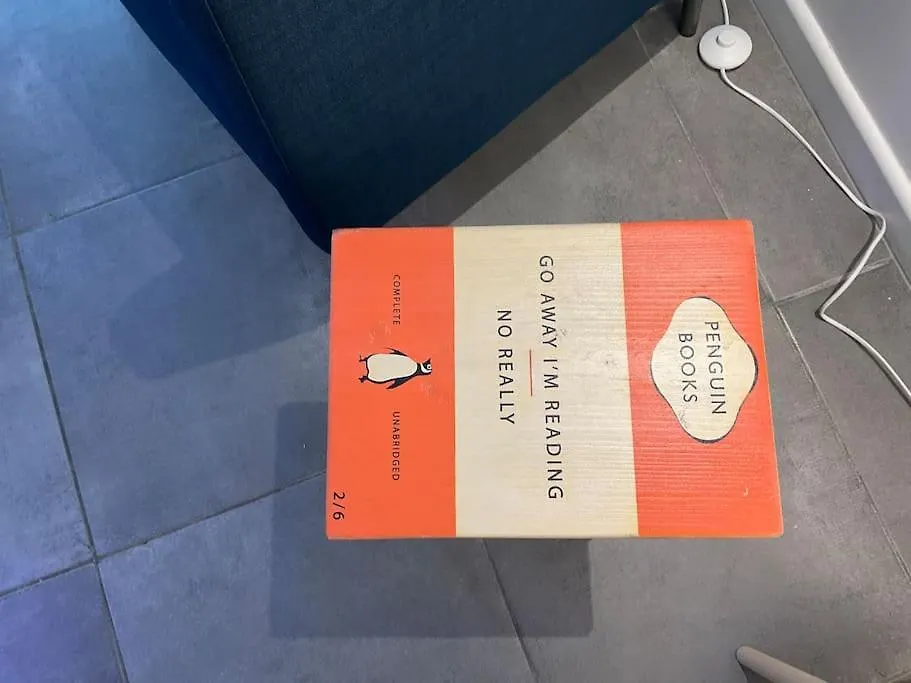 PENGUIN
BOOKS
GO AWAY I'M READING
NO REALLY
COMPLETE
UNABRIDGED
2/6